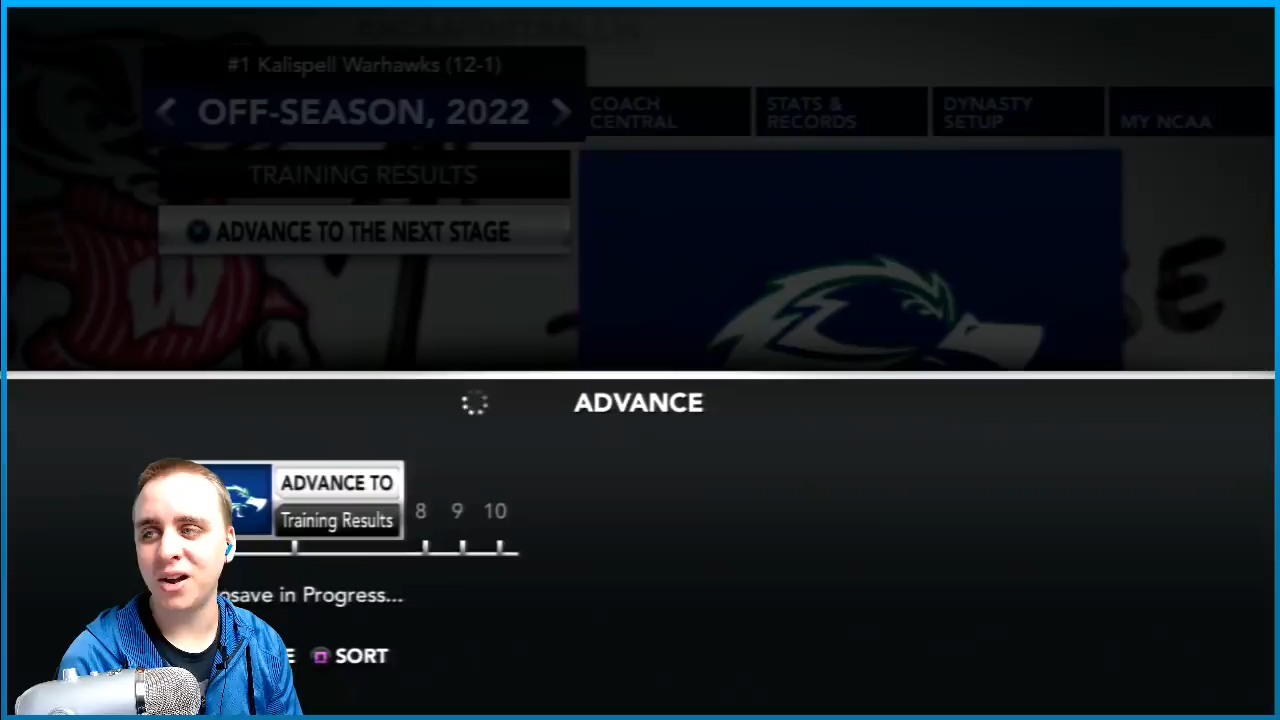 #1 Kalispell Warhawks (12-1)
OFF-SEASON, 2022
COACH
CENTRAL
STATS &
RECORDS
DYNASTY
SETUP
MY NCAA
TRAINING RESULTS
ADVANCE TO THE NEXT STAGE
W
E
ADVANCE
ADVANCE TO
Training Results
8 9 10
osave in Progress...
E SORT